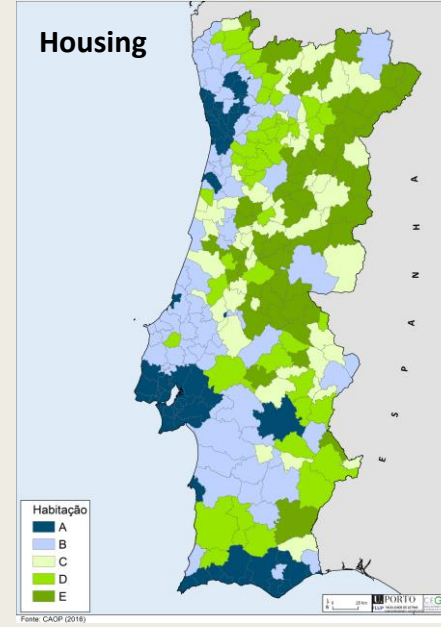 Housing
E S P A N H A
Habitação
A
B
C
D
E
U.PORTO
Fonte: CAOP (2016)